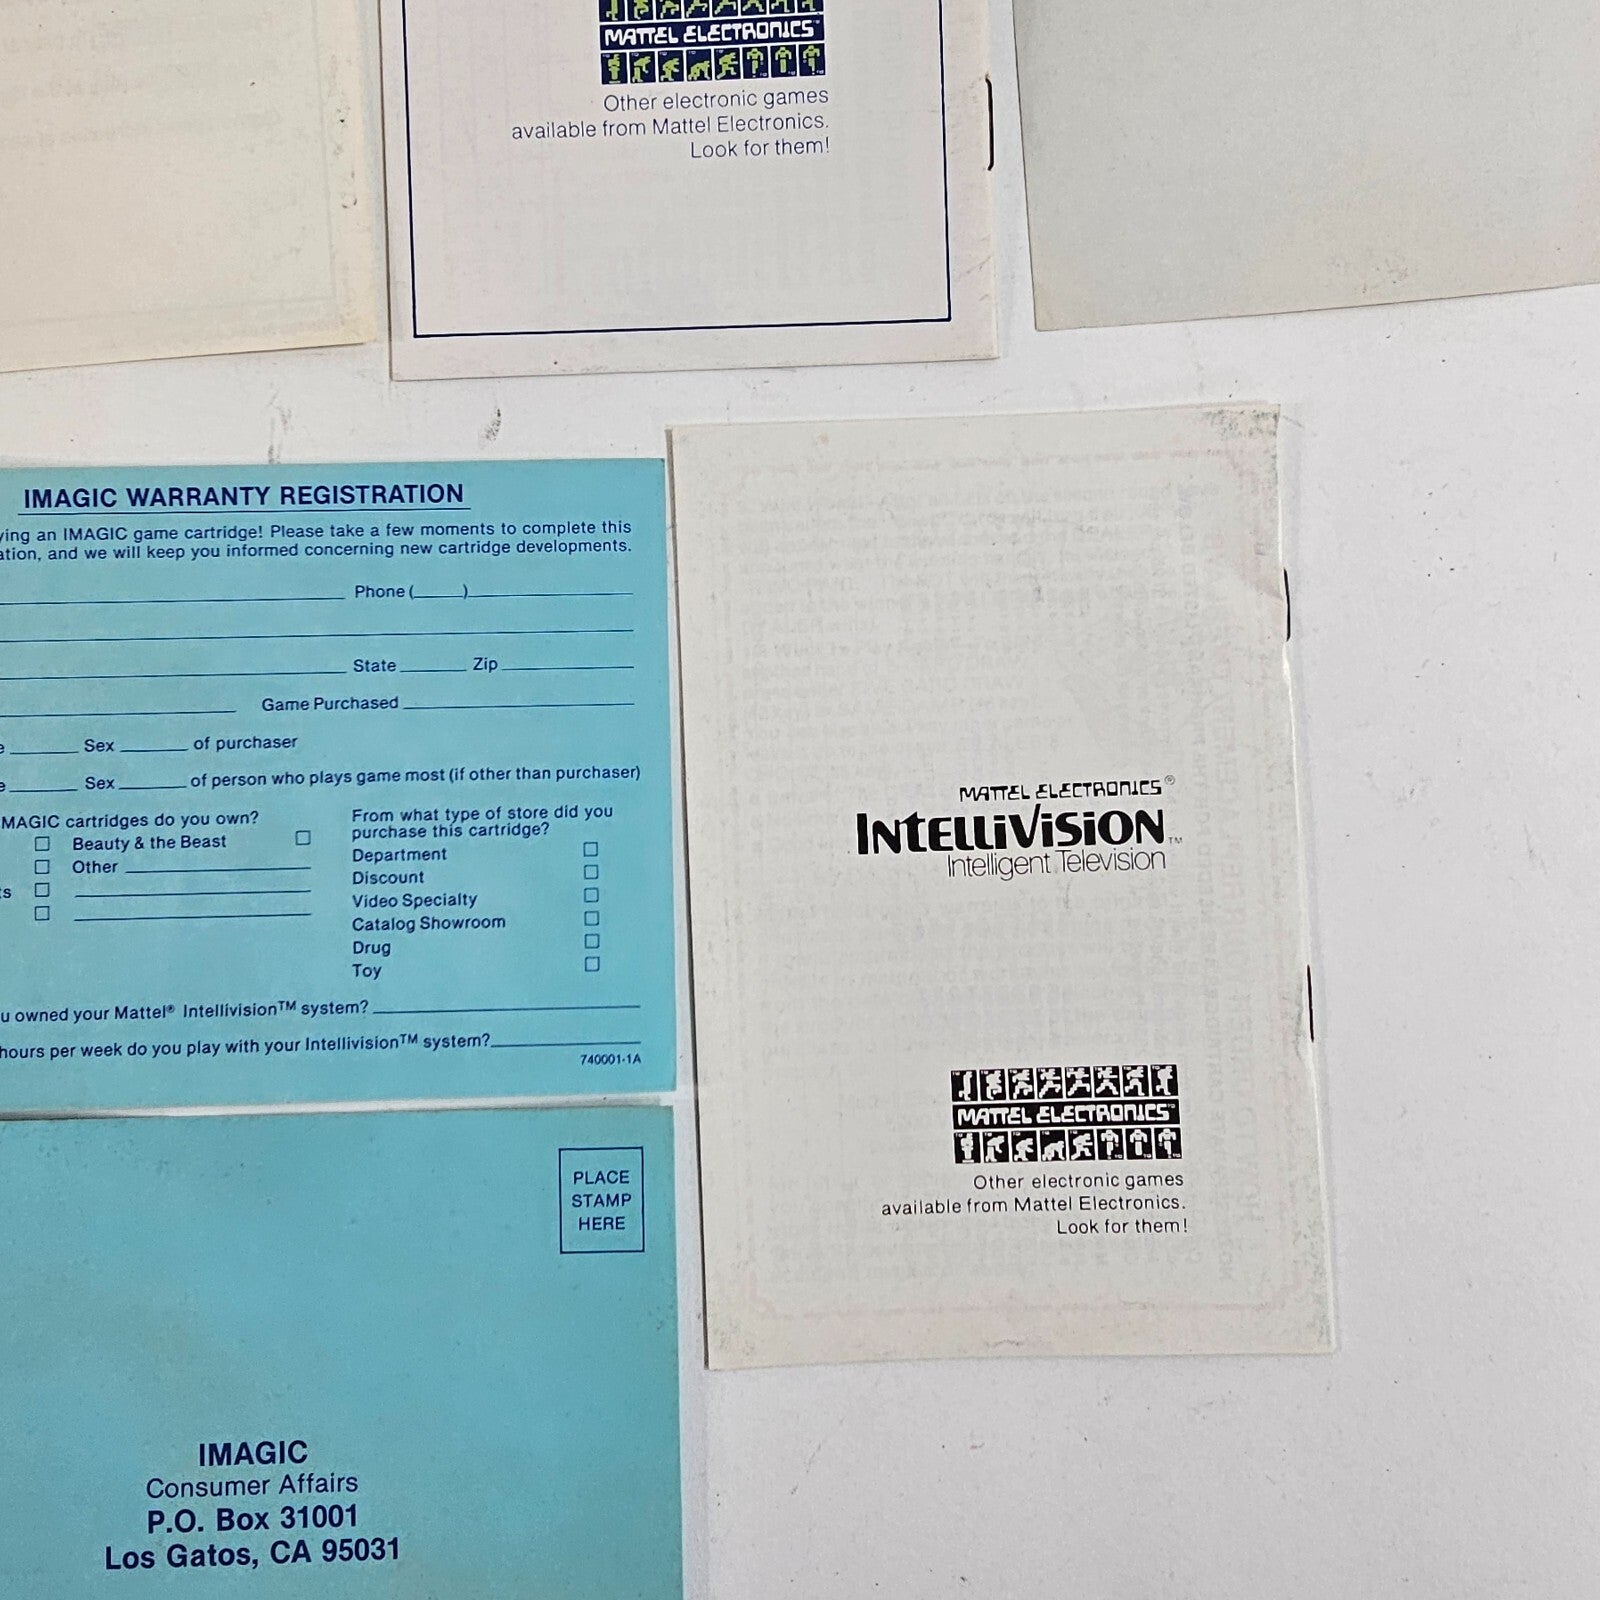 MATTEL ELECTRONICS™
Other electronic games
available from Mattel Electronics.
Look for them!
IMAGIC WARRANTY REGISTRATION
ying an IMAGIC game cartridge! Please take a few moments to complete this
ation, and we will keep you informed concerning new cartridge developments.
Phone (
)
State
Zip
Game Purchased
e
Sex
of purchaser
e
Sex
of person who plays game most (if other than purchaser)
MAGIC cartridges do you own?
Beauty & the Beast
Other
ts
From what type of store did you
purchase this cartridge?
Department
Discount
Video Specialty
Catalog Showroom
Drug
Toy
u owned your Mattel® Intellivision™ system?
hours per week do you play with your Intellivision™ system?
740001-1A
PLACE
STAMP
HERE
IMAGIC
Consumer Affairs
P.O. Box 31001
Los Gatos, CA 95031
MATTEL ELECTRONICS®
INTELLIVISION™
Intelligent Television
MATTEL ELECTRONICS™
Other electronic games
available from Mattel Electronics.
Look for them!